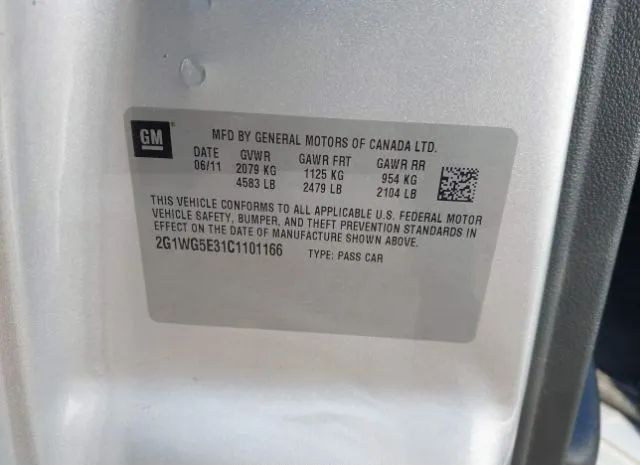 GM
MFD BY GENERAL MOTORS OF CANADA LTD.
DATE GVWR GAWR FRT GAWR RR
06/11 2079 KG 1125 KG 954 KG
4583 LB 2479 LB 2104 LB
THIS VEHICLE CONFORMS TO ALL APPLICABLE U.S. FEDERAL MOTOR
VEHICLE SAFETY, BUMPER, AND THEFT PREVENTION STANDARDS IN
EFFECT ON THE DATE OF MANUFACTURE SHOWN ABOVE.
2G1WG5E31C1101166 TYPE: PASS CAR